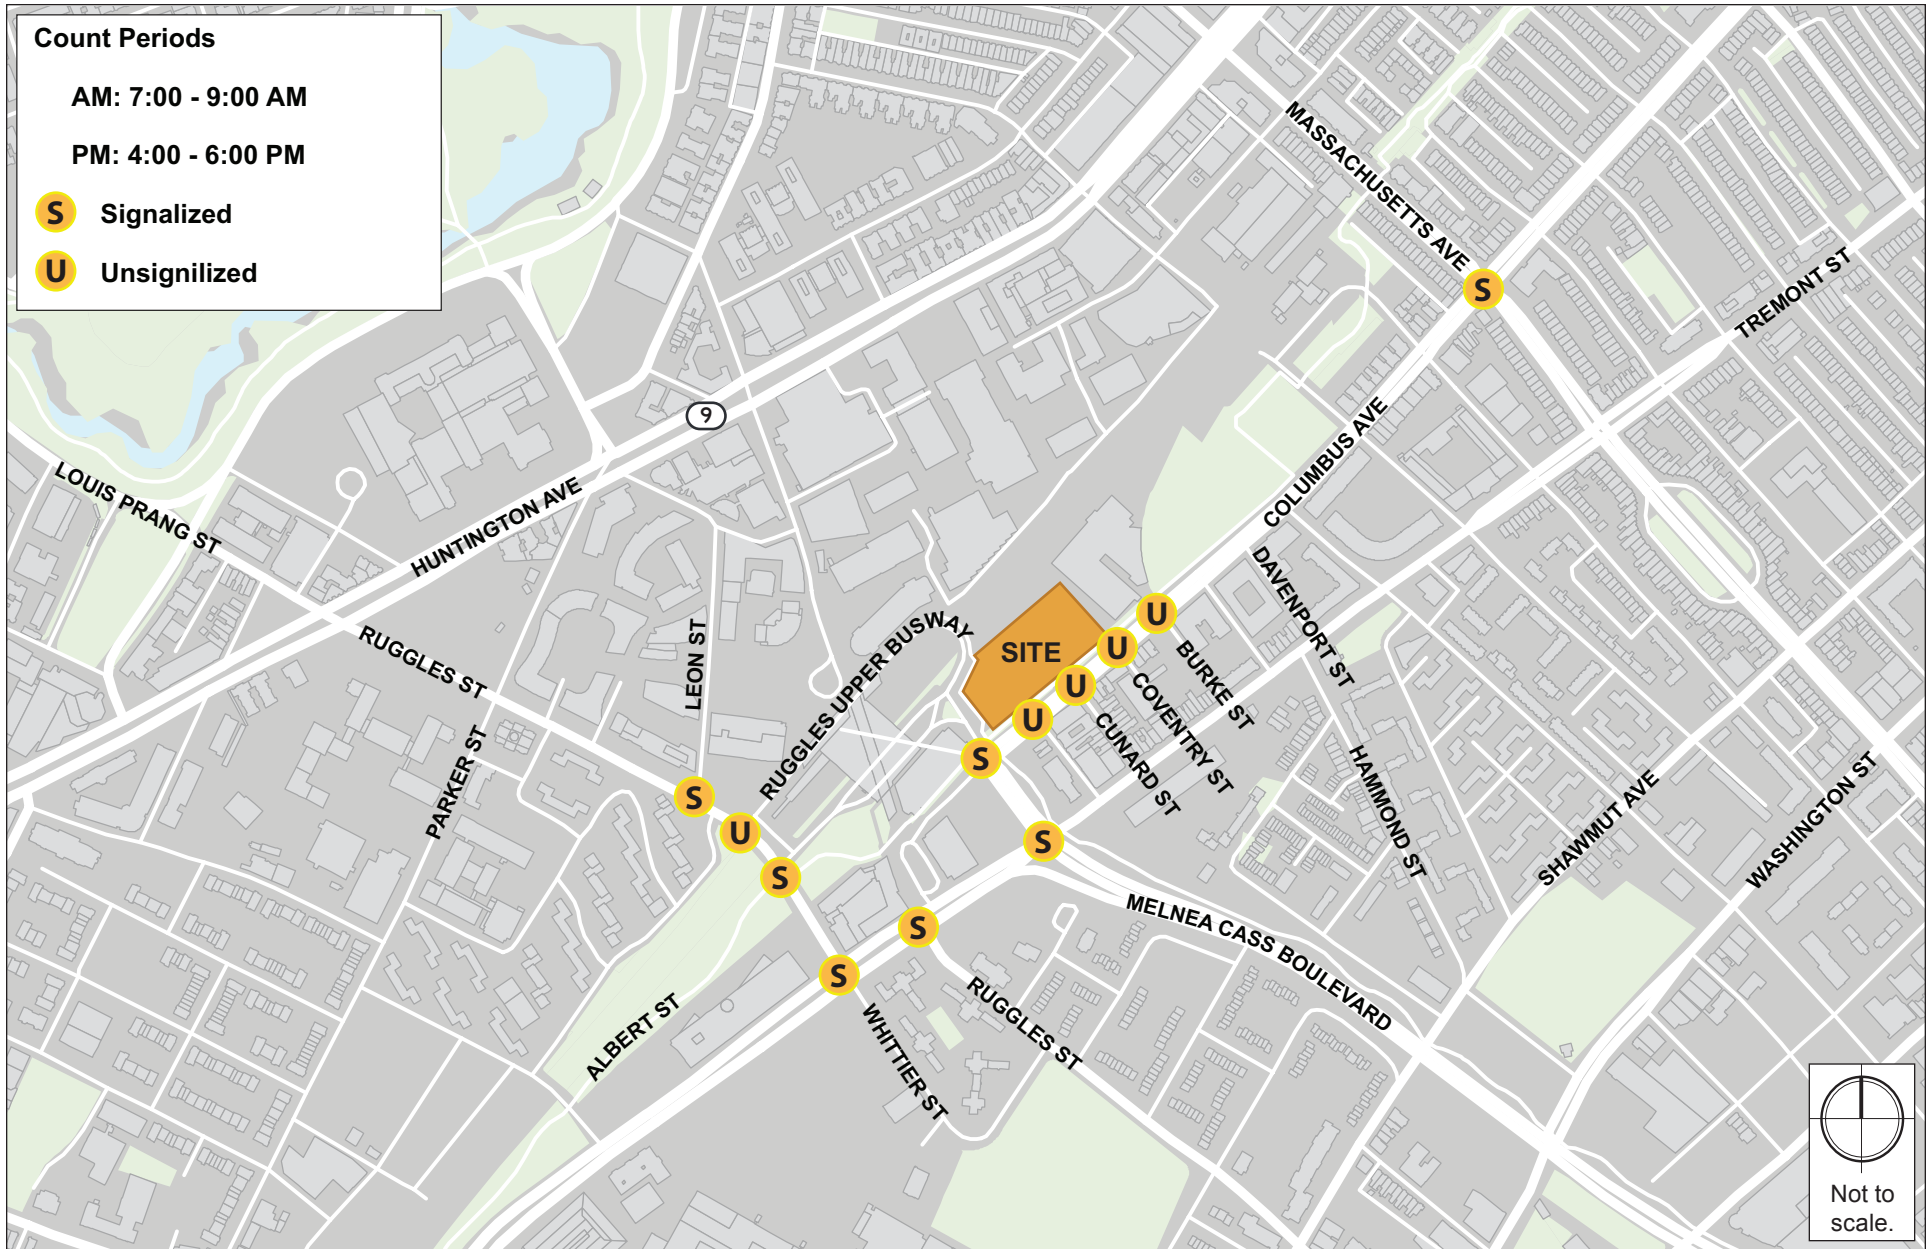 Count Periods
AM: 7:00 - 9:00 AM
PM: 4:00 - 6:00 PM
S Signalized
U Unsignilized
MASSACHUSETTS AVE
S
TREMONT ST
9
COLUMBUS AVE
LOUIS PRANG ST
HUNTINGTON AVE
DAVENPORT ST
U
BURKE ST
RUGGLES ST
LEON ST
RUGGLES UPPER BUSWAY
SITE
U
COVENTRY ST
U
CUNARD ST
U
S
PARKER ST
HAMMOND ST
SHAWMUT AVE
WASHINGTON ST
S
U
S
S
MELNEA CASS BOULEVARD
S
S
RUGGLES ST
ALBERT ST
WHITTIER ST
Not to
scale.